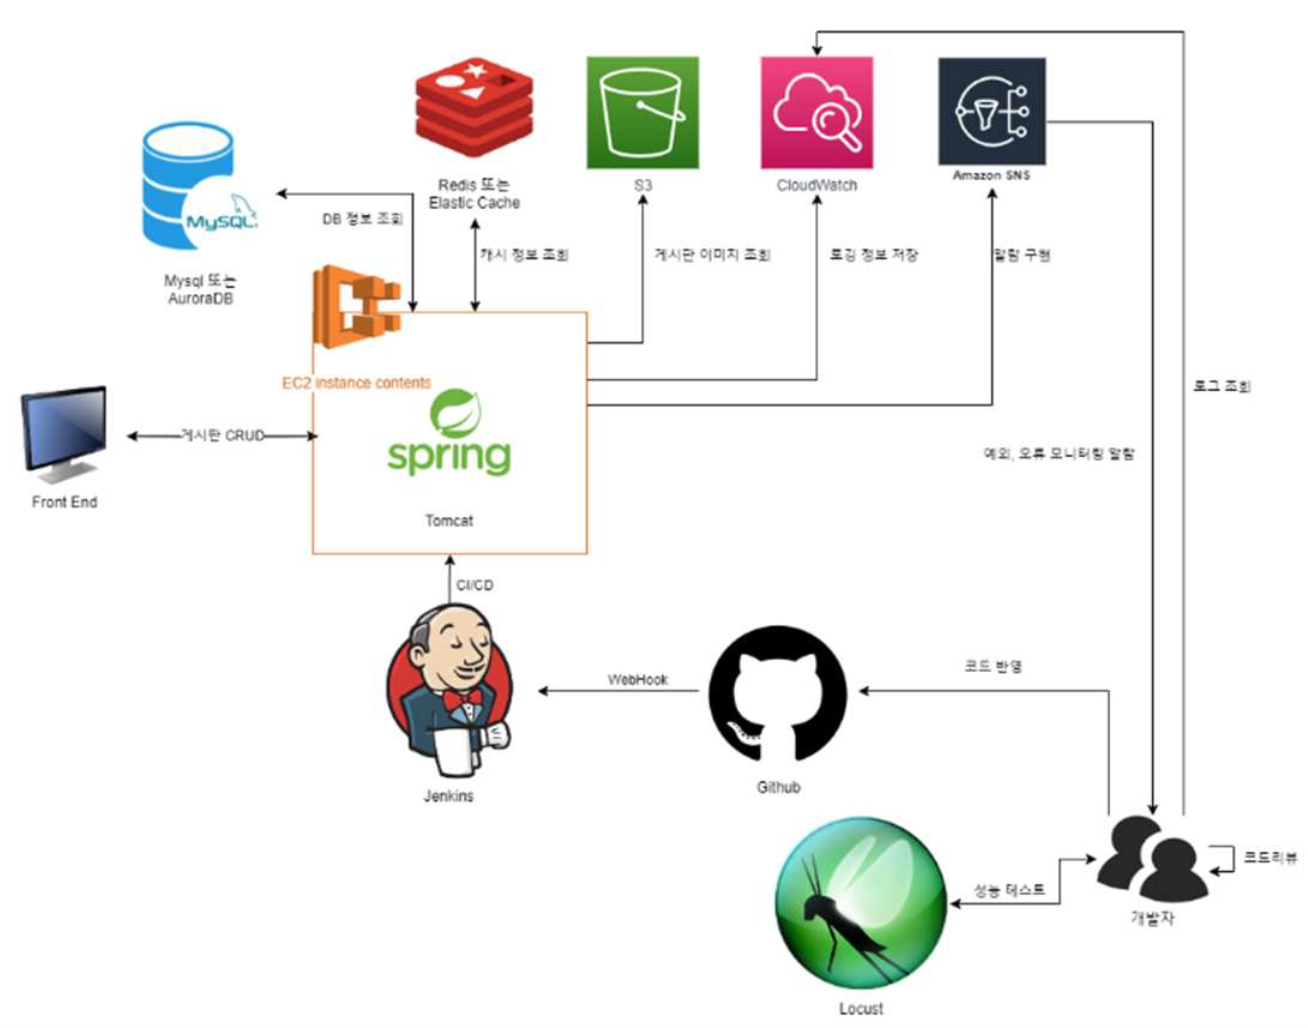 Redis 또는
Elastic Cache
S3
CloudWatch
Amazon SNS
MySQL.
DB 정보 조회
캐시 정보 조회
게시판 이미지 조회
로깅 정보 저장
알람 구현
Mysql 또는
AuroraDB
EC2 instance contents
로그 조회
게시판 CRUD
spring
예외, 오류 모니터링 알람
Front End
Tomcat
CI/CD
WebHook
코드 반영
Github
Jenkins
코드리뷰
성능 테스트
개발자
Locust